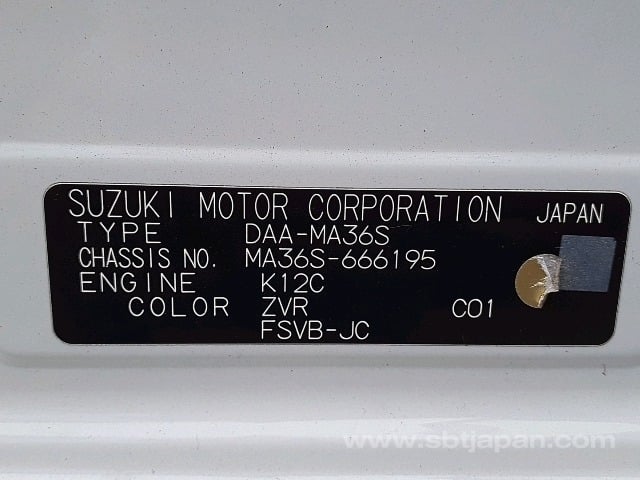 SUZUKI MOTOR CORPORATION JAPAN
TYPE DAA-MA36S
CHASSIS NO. MA36S-666195
ENGINE K12C
COLOR ZVR C01
FSVB-JC
www.sbtjapan.com